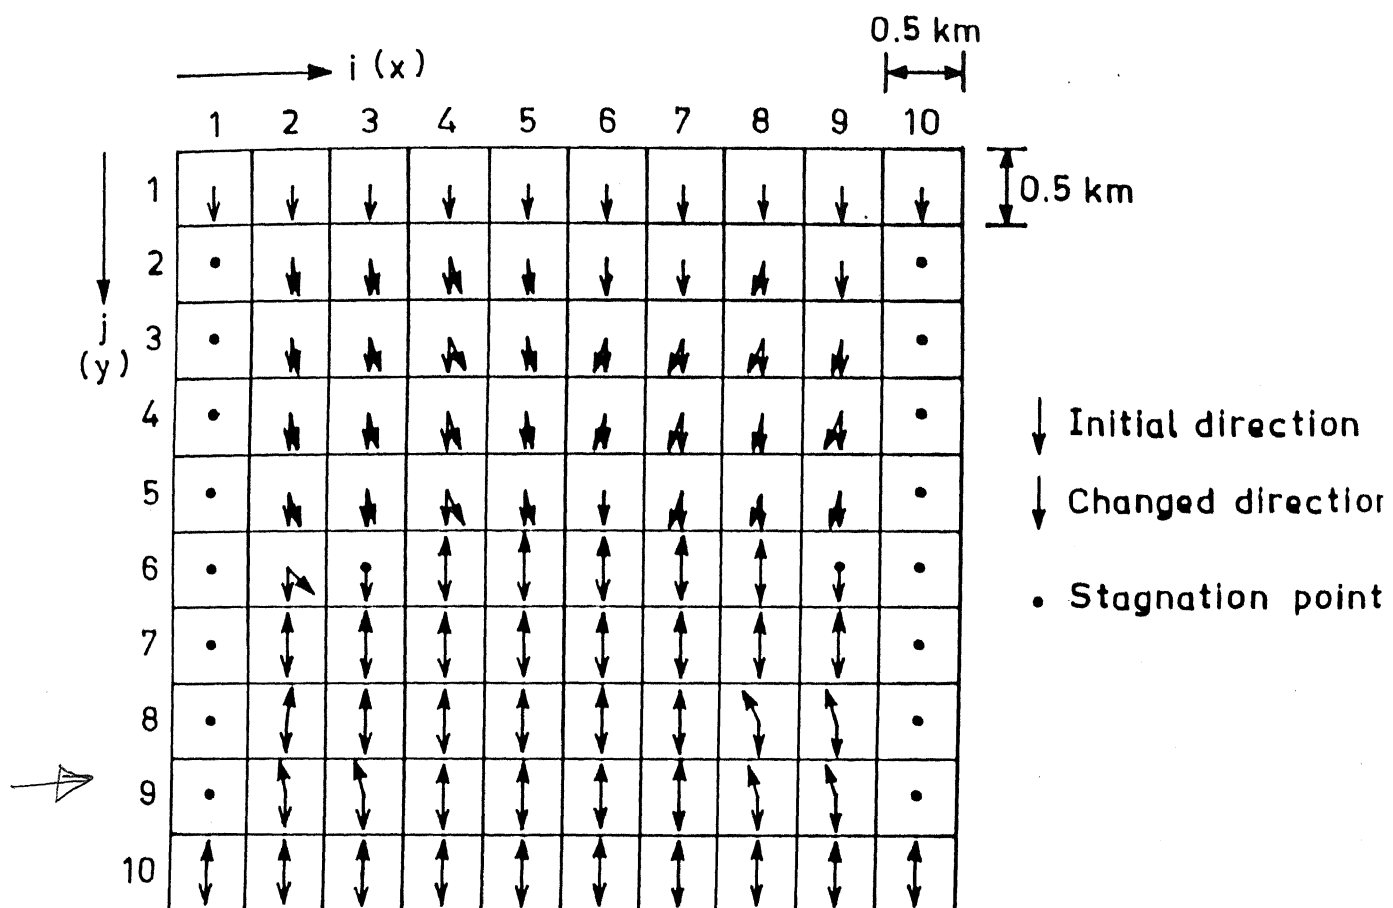 0.5 km
i (x)
1 2 3 4 5 6 7 8 9 10
1
0.5 km
2
j
(y)
3
4
Initial direction
5
Changed direction
6
Stagnation point
7
8
9
10